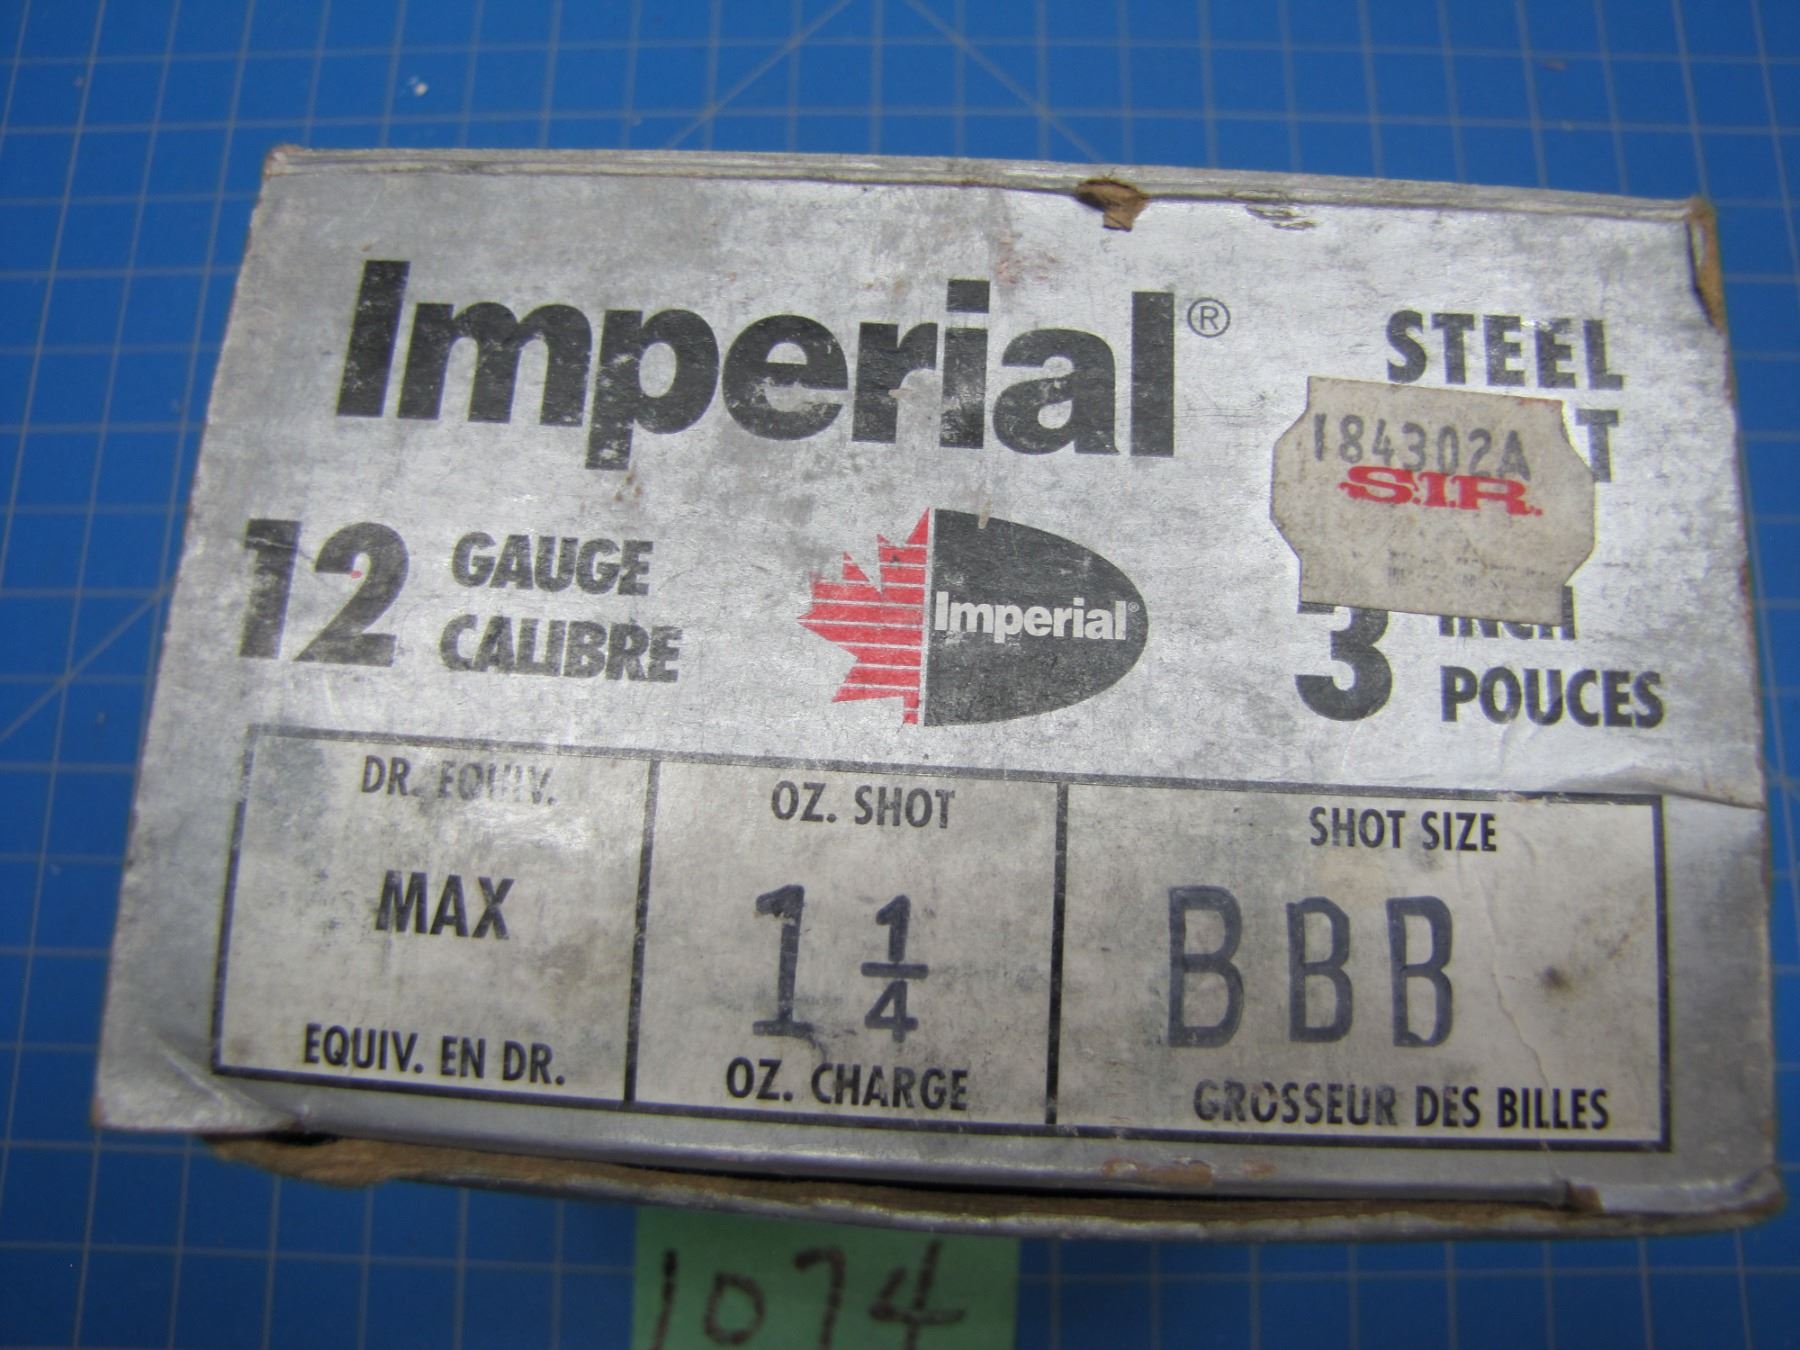 Imperial®
STEEL
T
184302A
S.I.R.
12 GAUGE
CALIBRE
Imperial®
3 INCH
POUCES
DR. EQUIV.
MAX
EQUIV. EN DR.
OZ. SHOT
1 1/4
OZ. CHARGE
SHOT SIZE
BBB
GROSSEUR DES BILLES
1074